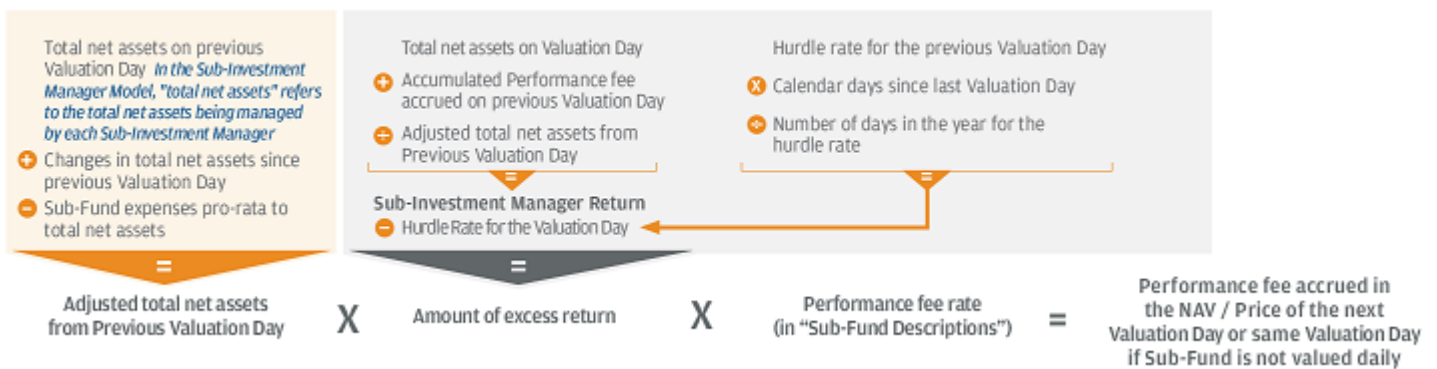 Total net assets on previous
Valuation Day In the Sub-Investment
Manager Model, "total net assets" refers
to the total net assets being managed
by each Sub-Investment Manager
+ Changes in total net assets since
previous Valuation Day
− Sub-Fund expenses pro-rata to
total net assets
=
Adjusted total net assets
from Previous Valuation Day
X
Total net assets on Valuation Day
+ Accumulated Performance fee
accrued on previous Valuation Day
÷ Adjusted total net assets from
Previous Valuation Day
=
Sub-Investment Manager Return
− Hurdle Rate for the Valuation Day
=
Amount of excess return
Hurdle rate for the previous Valuation Day
x Calendar days since last Valuation Day
÷ Number of days in the year for the
hurdle rate
=
X
Performance fee rate
(in “Sub-Fund Descriptions”)
=
Performance fee accrued in
the NAV / Price of the next
Valuation Day or same Valuation Day
if Sub-Fund is not valued daily